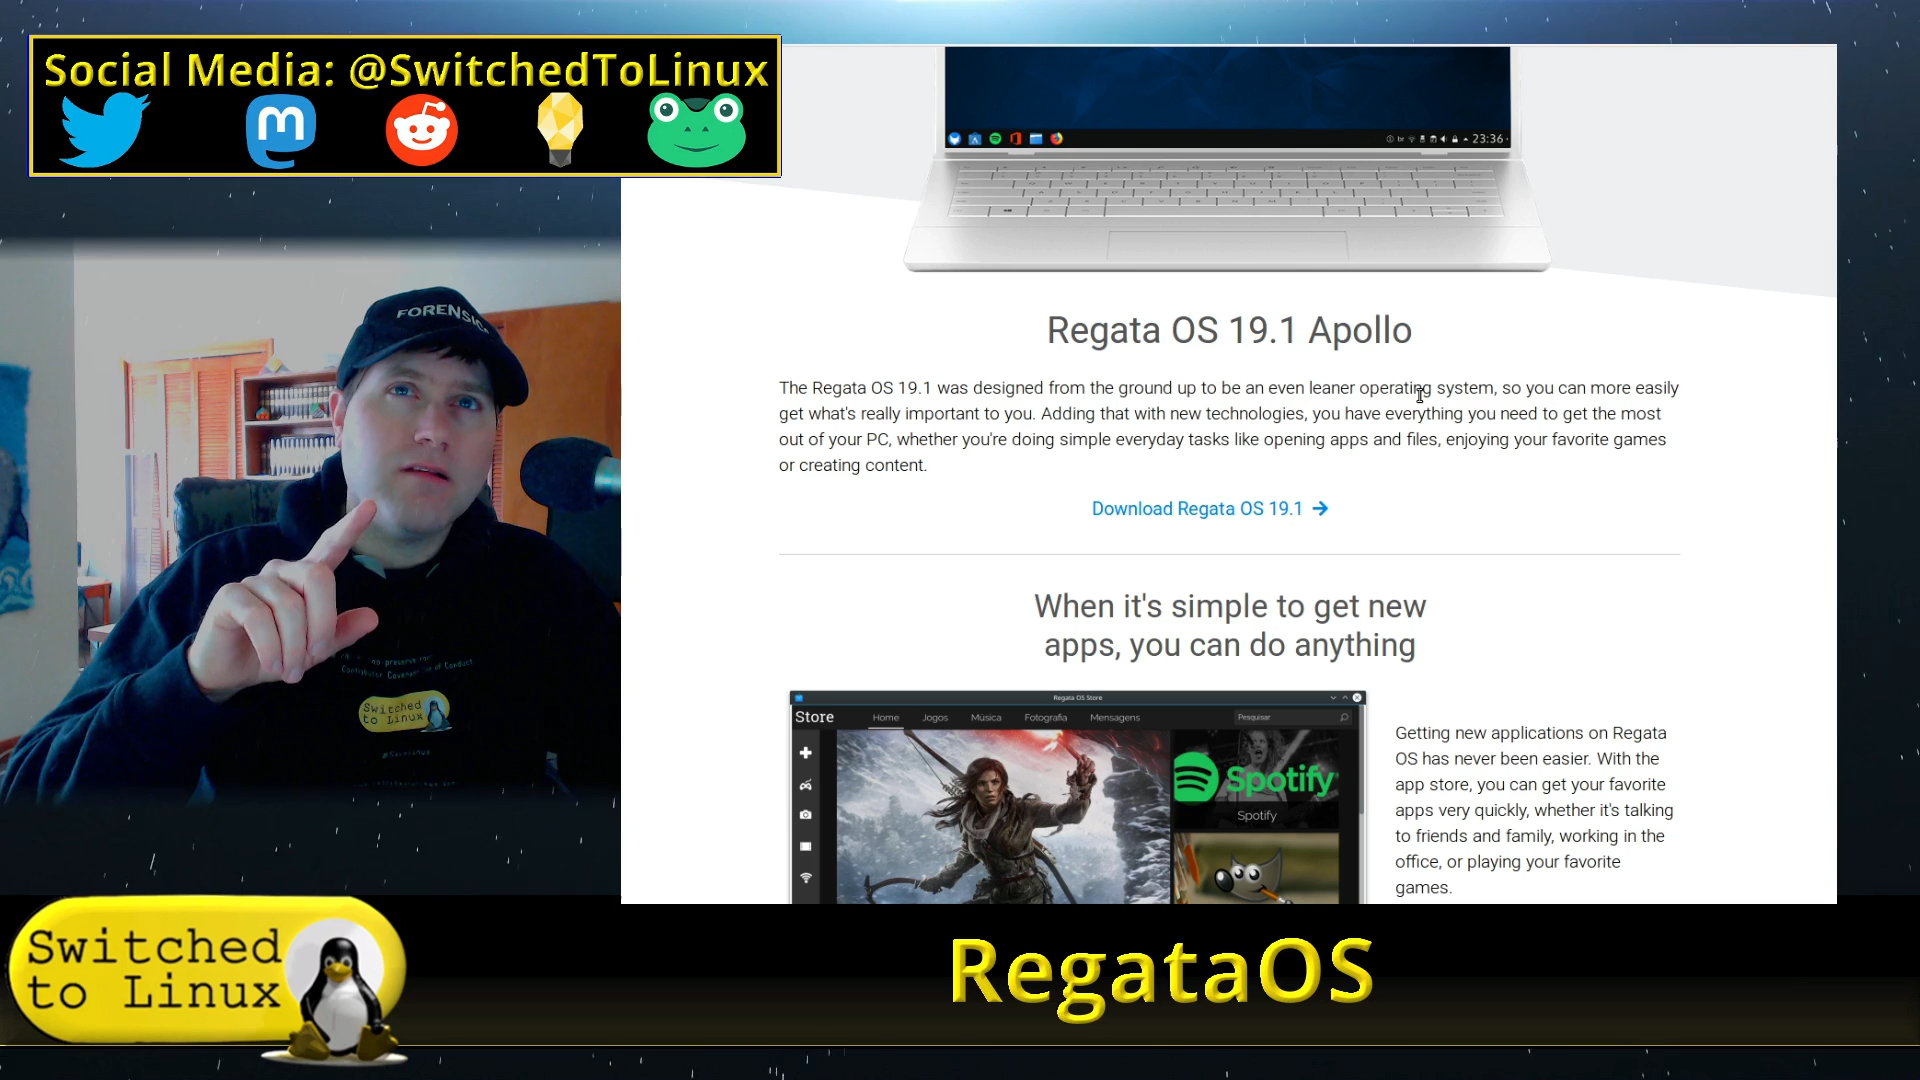 Social Media: @SwitchedToLinux
23:36
FORENSIC
Regata OS 19.1 Apollo
The Regata OS 19.1 was designed from the ground up to be an even leaner operating system, so you can more easily
get what's really important to you. Adding that with new technologies, you have everything you need to get the most
out of your PC, whether you're doing simple everyday tasks like opening apps and files, enjoying your favorite games
or creating content.
Download Regata OS 19.1
When it's simple to get new
apps, you can do anything
Regata OS Store
Store
Home Jogos Música Fotografia Mensagens
Pesquisar
Spotify
Spotify
Getting new applications on Regata
OS has never been easier. With the
app store, you can get your favorite
apps very quickly, whether it's talking
to friends and family, working in the
office, or playing your favorite
games.
Switched
to Linux
Switched
to Linux
RegataOS